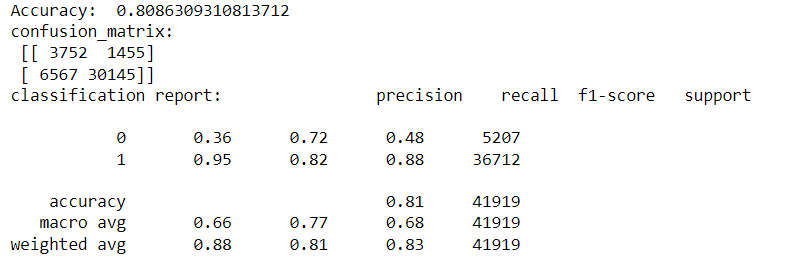 Accuracy:  0.8086309310813712
confusion_matrix:
 [[ 3752  1455]
 [ 6567 30145]]
classification report:               precision    recall  f1-score   support

           0       0.36      0.72      0.48      5207
           1       0.95      0.82      0.88     36712

    accuracy                           0.81     41919
   macro avg       0.66      0.77      0.68     41919
weighted avg       0.88      0.81      0.83     41919